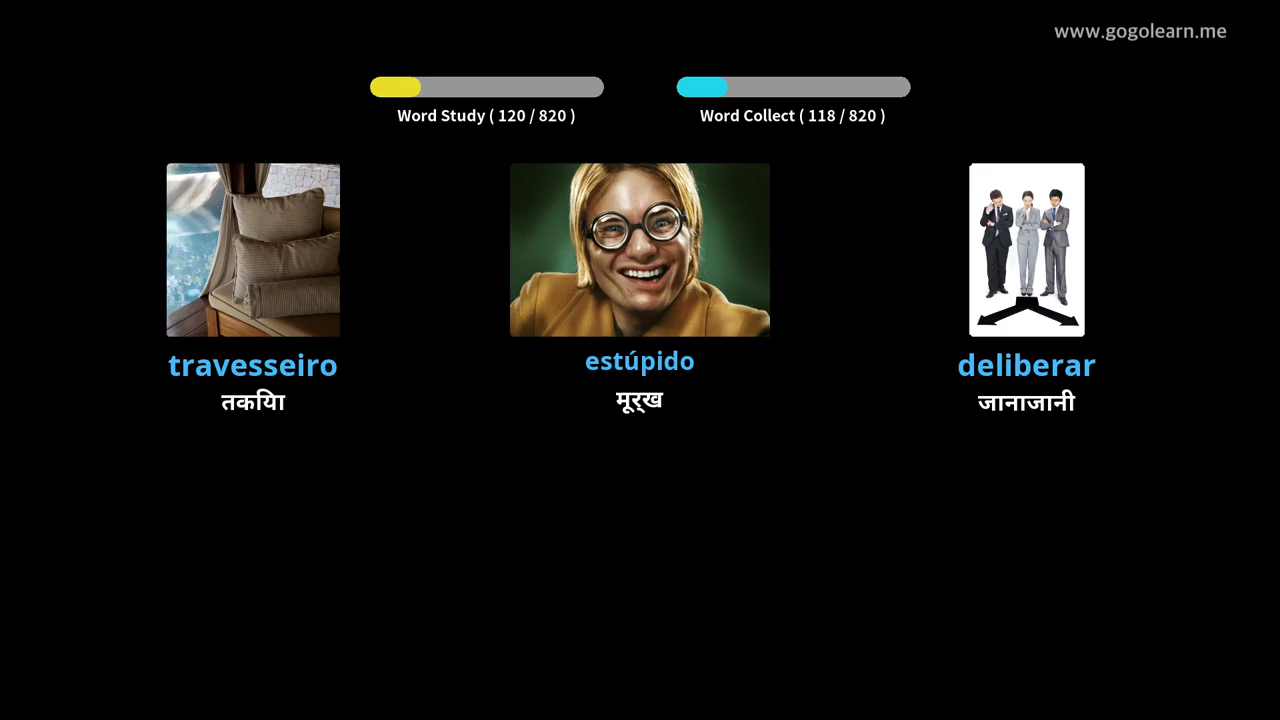 www.gogolearn.me
Word Study ( 120 / 820 )
Word Collect ( 118 / 820 )
travesseiro
estúpido
deliberar
तकिया
मूर्ख
जानाजानी